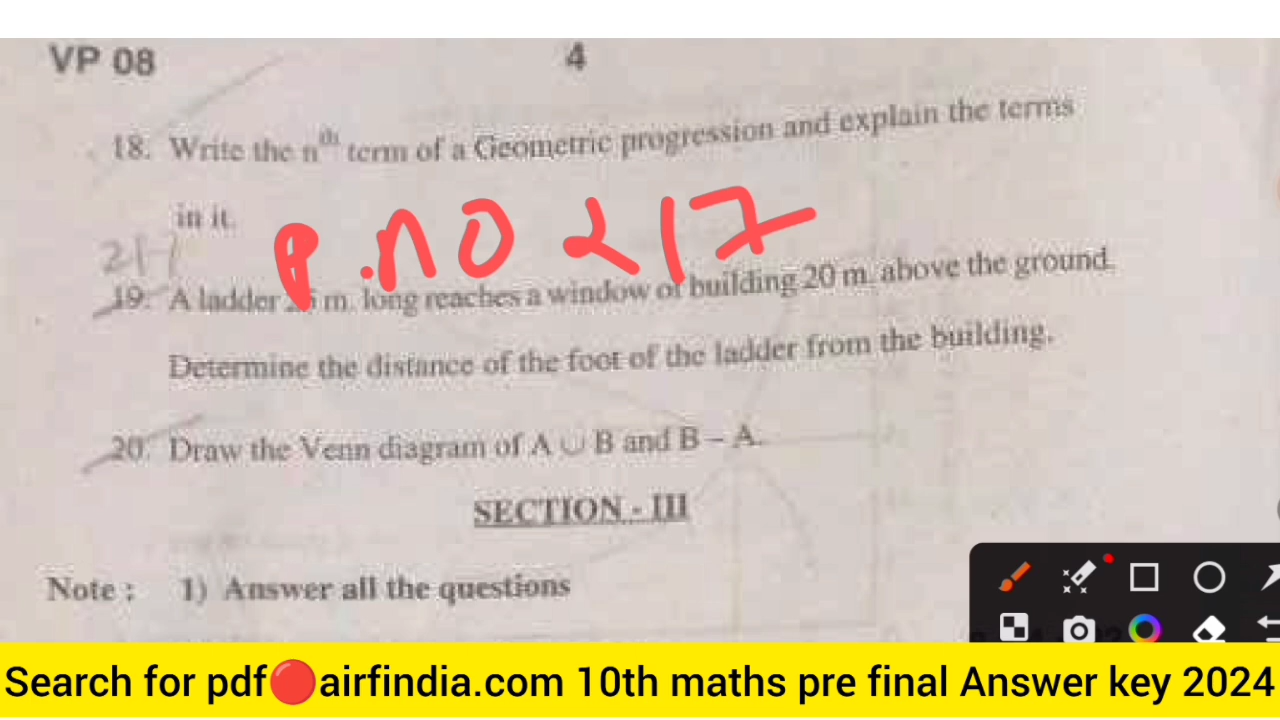 VP 08 4
18. Write the nth term of a Geometric progression and explain the terms
in it.
P.no 217
217
19. A ladder m. long reaches a window of building 20 m. above the ground.
Determine the distance of the foot of the ladder from the building.
20. Draw the Venn diagram of A ∪ B and B – A.
SECTION - III
Note : 1) Answer all the questions
Search for pdf🔴airfindia.com 10th maths pre final Answer key 2024